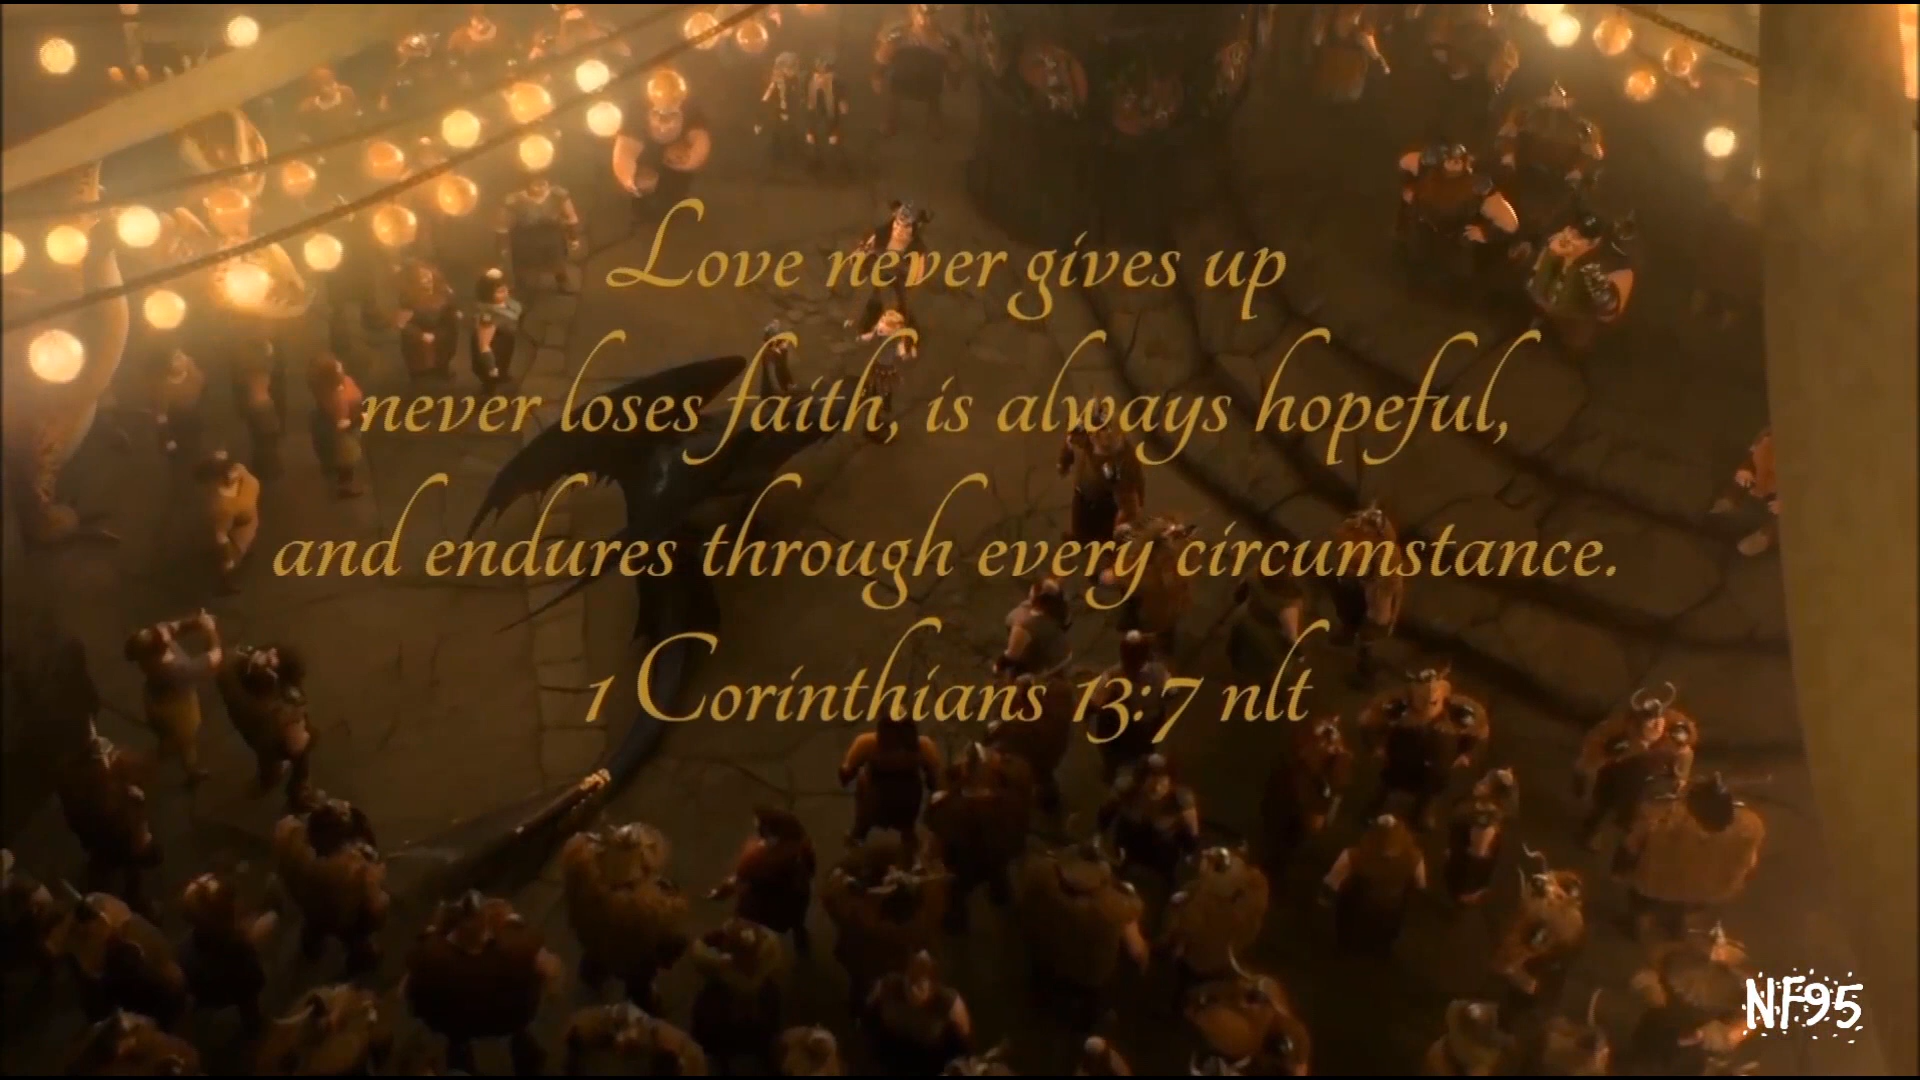 Love never gives up
never loses faith, is always hopeful,
and endures through every circumstance.
1 Corinthians 13:7 nlt
NF95